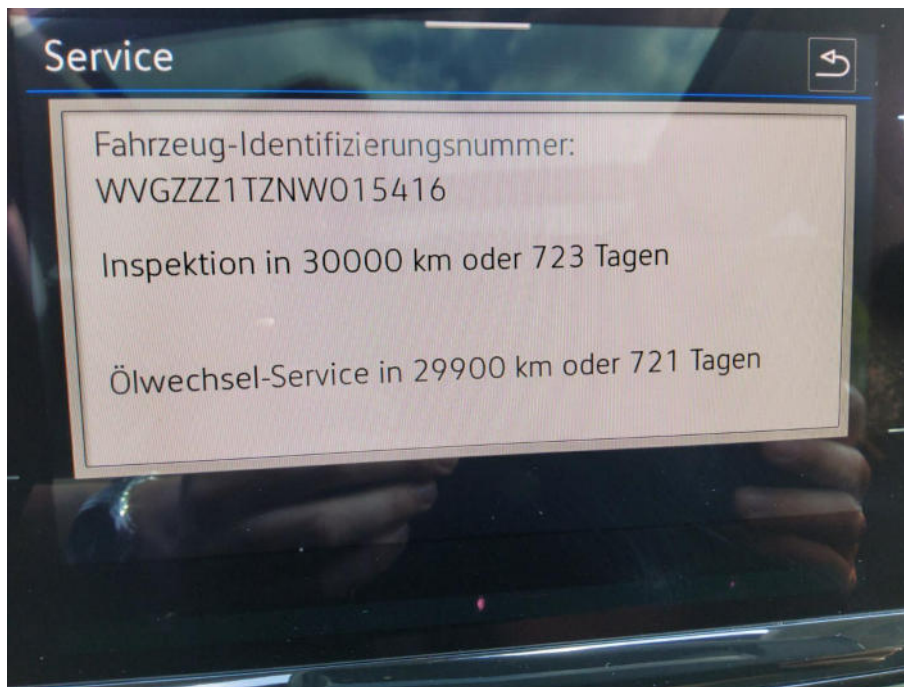 Service
Fahrzeug-Identifizierungsnummer:
WVGZZZ1TZNW015416
Inspektion in 30000 km oder 723 Tagen
Ölwechsel-Service in 29900 km oder 721 Tagen